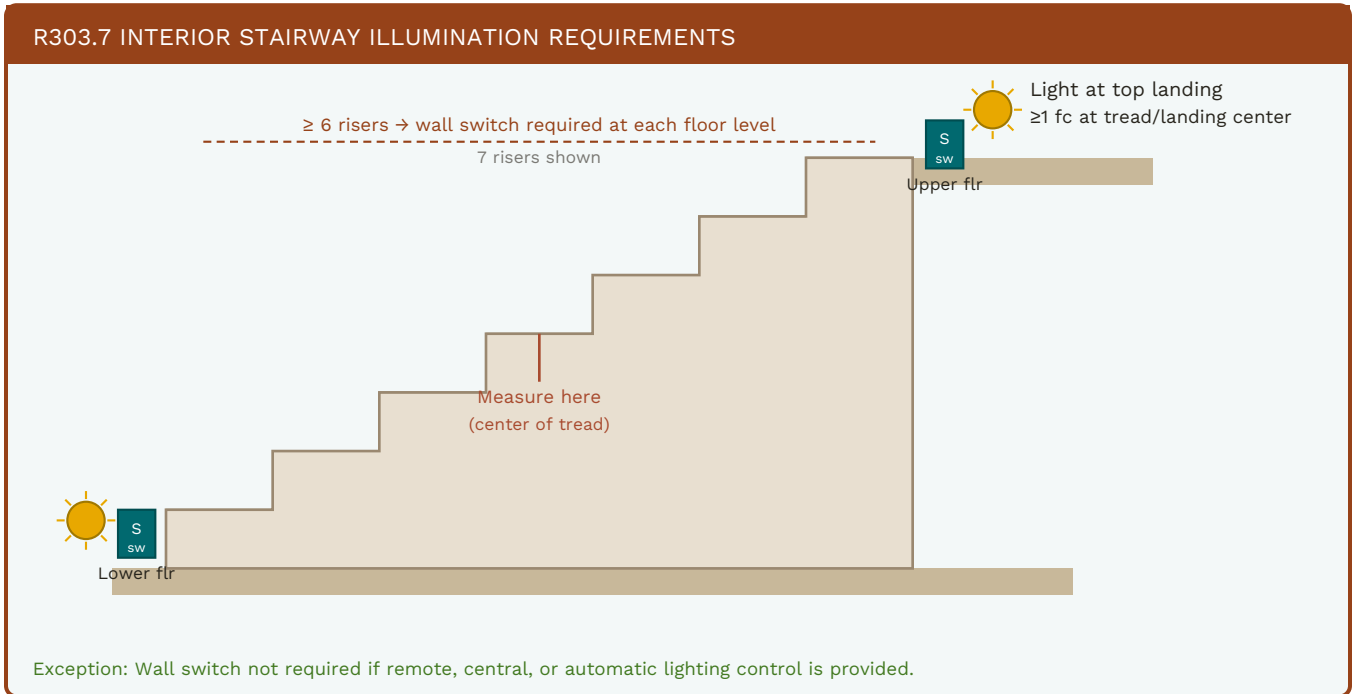 R303.7 INTERIOR STAIRWAY ILLUMINATION REQUIREMENTS
Light at top landing
≥1 fc at tread/landing center
≥ 6 risers → wall switch required at each floor level
7 risers shown
S
sw
Upper flr
Measure here
(center of tread)
S
sw
Lower flr
Exception: Wall switch not required if remote, central, or automatic lighting control is provided.